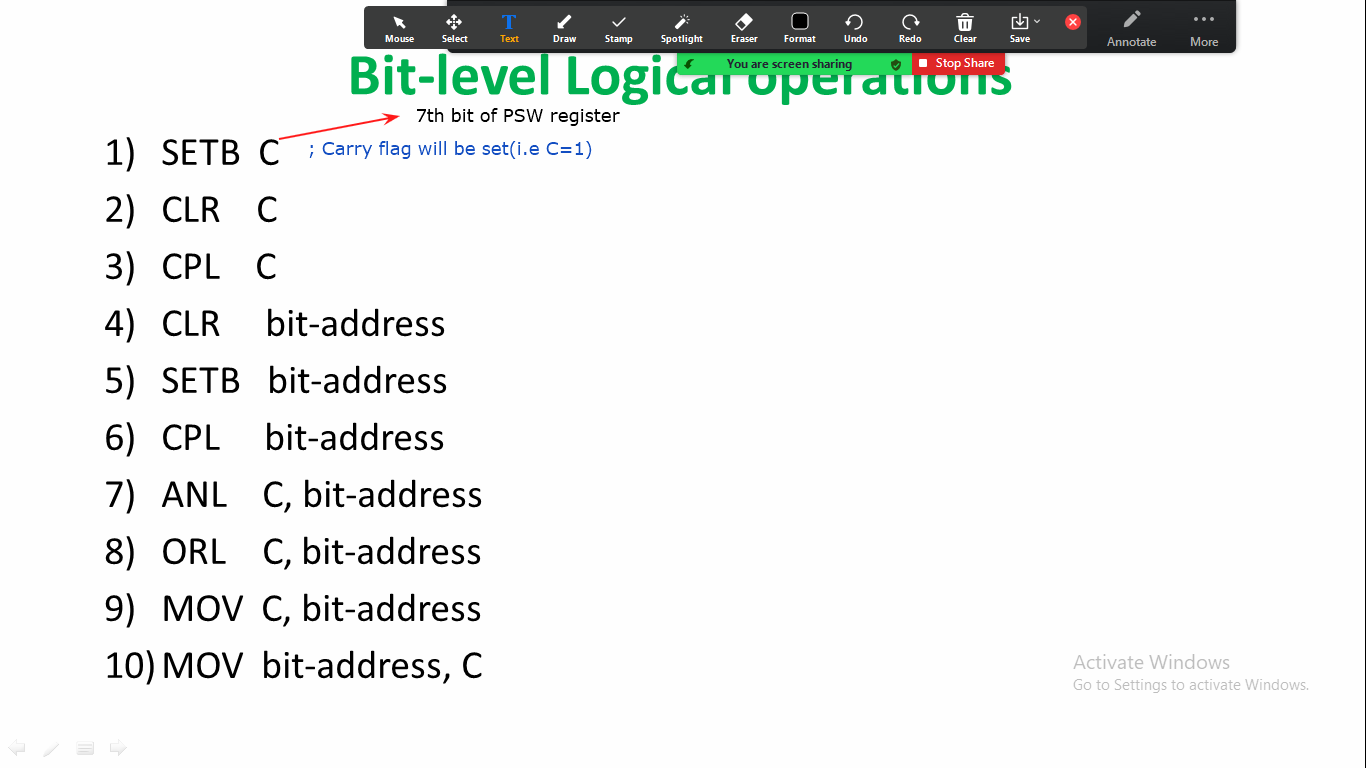 Mouse Select Text Draw Stamp Spotlight Eraser Format Undo Redo Clear Save Annotate More
You are screen sharing Stop Share
Bit-level Logical operations
7th bit of PSW register
1) SETB C ; Carry flag will be set(i.e C=1)
2) CLR C
3) CPL C
4) CLR bit-address
5) SETB bit-address
6) CPL bit-address
7) ANL C, bit-address
8) ORL C, bit-address
9) MOV C, bit-address
10) MOV bit-address, C
Activate Windows
Go to Settings to activate Windows.